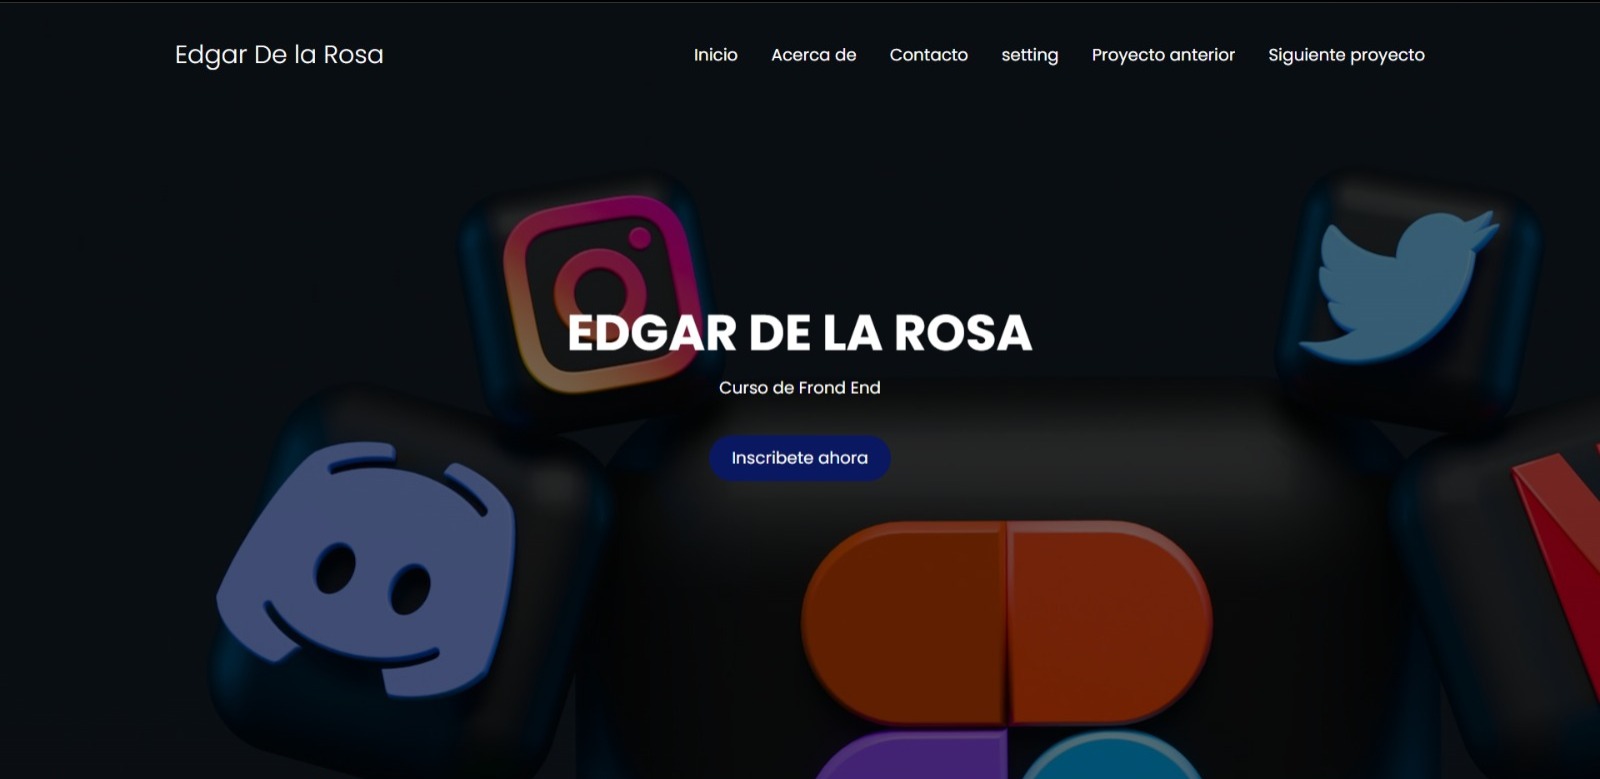 Edgar De la Rosa
Inicio Acerca de Contacto setting Proyecto anterior Siguiente proyecto
EDGAR DE LA ROSA
Curso de Frond End
Inscribete ahora